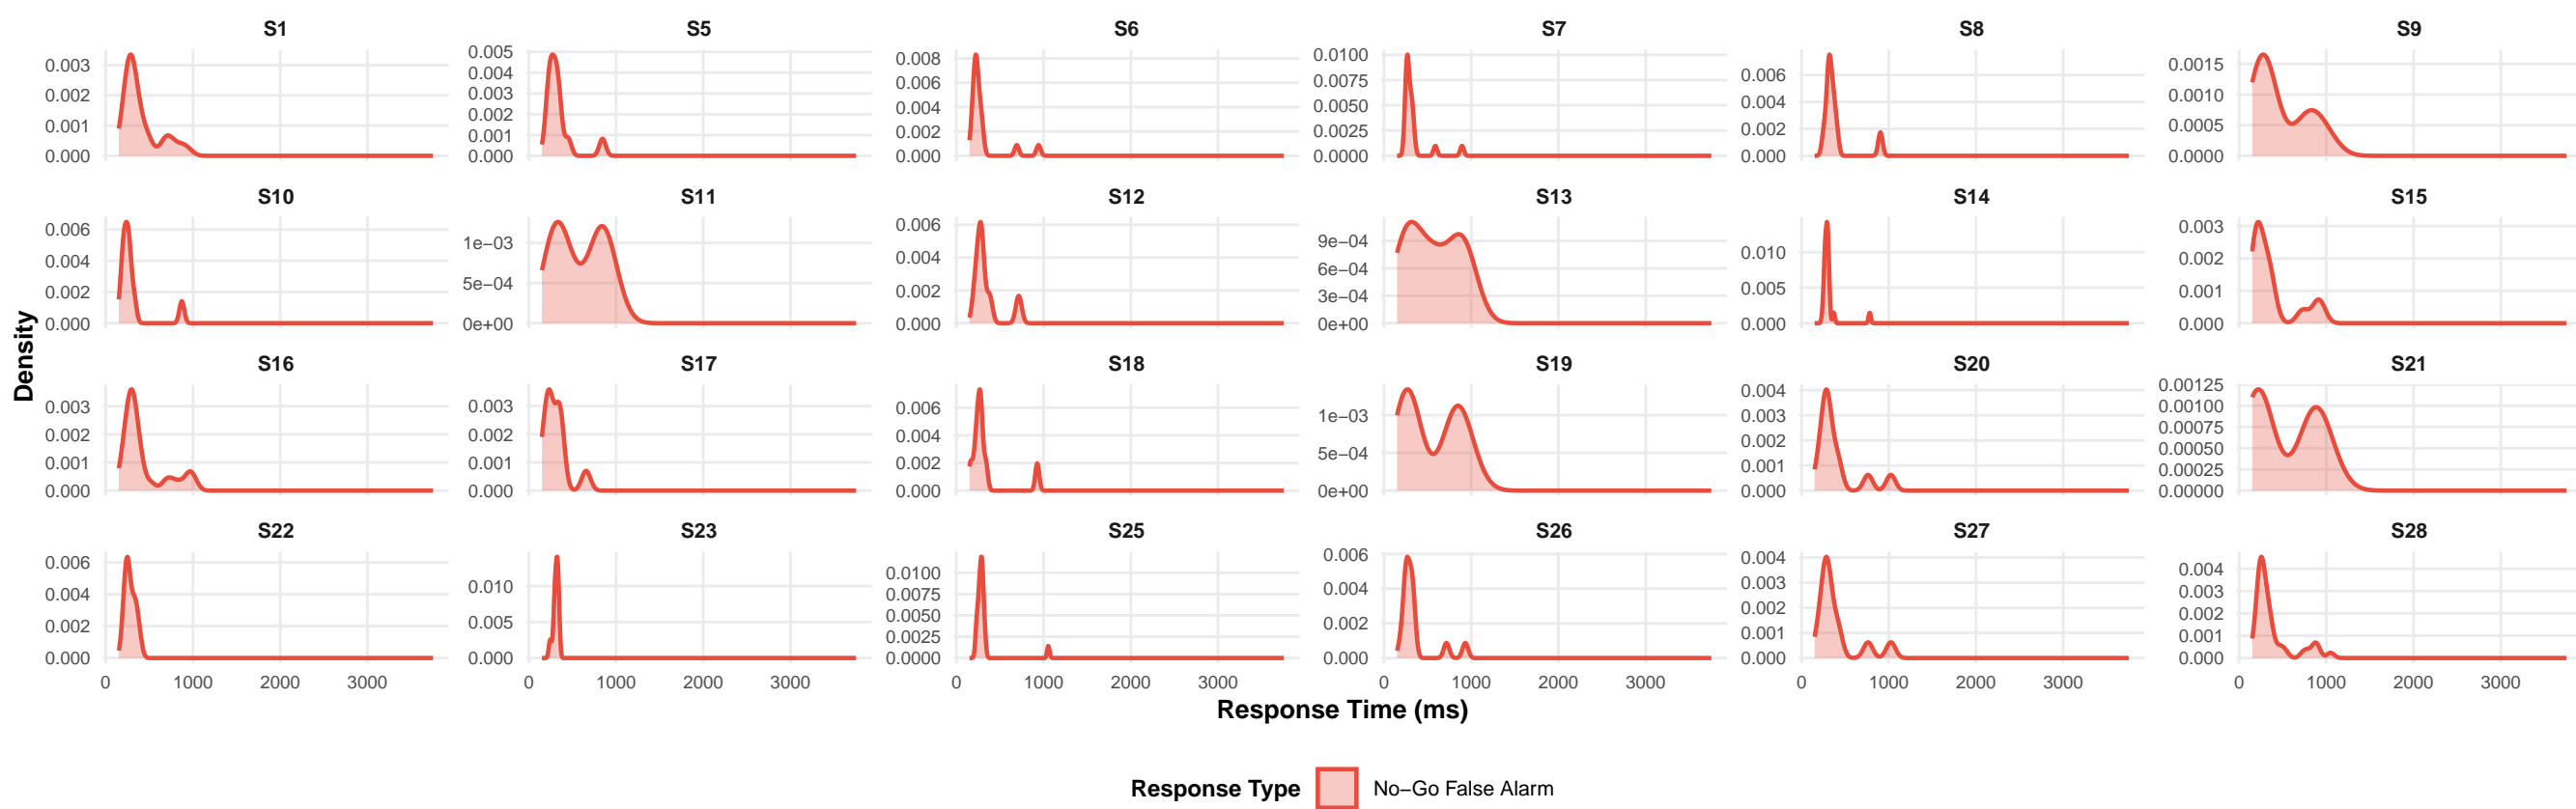 S1 S5 S6 S7 S8 S9
0.003 0.002 0.001 0.000
0.005 0.004 0.003 0.002 0.001 0.000
0.008 0.006 0.004 0.002 0.000
0.0100 0.0075 0.0050 0.0025 0.0000
0.006 0.004 0.002 0.000
0.0015 0.0010 0.0005 0.0000
S10 S11 S12 S13 S14 S15
0.006 0.004 0.002 0.000
1e−03 5e−04 0e+00
0.006 0.004 0.002 0.000
9e−04 6e−04 3e−04 0e+00
0.010 0.005 0.000
0.003 0.002 0.001 0.000
Density
S16 S17 S18 S19 S20 S21
0.003 0.002 0.001 0.000
0.003 0.002 0.001 0.000
0.006 0.004 0.002 0.000
1e−03 5e−04 0e+00
0.004 0.003 0.002 0.001 0.000
0.00125 0.00100 0.00075 0.00050 0.00025 0.00000
S22 S23 S25 S26 S27 S28
0.006 0.004 0.002 0.000
0.010 0.005 0.000
0.0100 0.0075 0.0050 0.0025 0.0000
0.006 0.004 0.002 0.000
0.004 0.003 0.002 0.001 0.000
0.004 0.003 0.002 0.001 0.000
0 1000 2000 3000 0 1000 2000 3000 0 1000 2000 3000 0 1000 2000 3000 0 1000 2000 3000 0 1000 2000 3000
Response Time (ms)
Response Type No−Go False Alarm